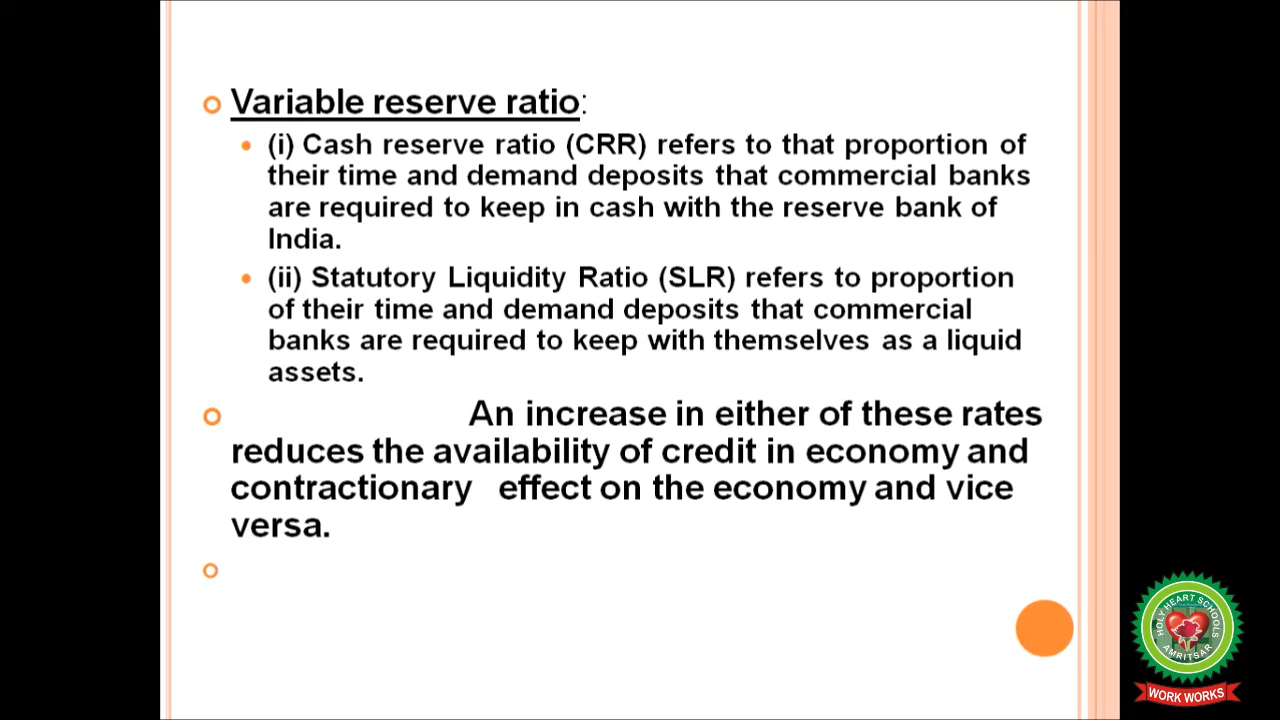 Variable reserve ratio:
(i) Cash reserve ratio (CRR) refers to that proportion of
their time and demand deposits that commercial banks
are required to keep in cash with the reserve bank of
India.
(ii) Statutory Liquidity Ratio (SLR) refers to proportion
of their time and demand deposits that commercial
banks are required to keep with themselves as a liquid
assets.
An increase in either of these rates
reduces the availability of credit in economy and
contractionary effect on the economy and vice
versa.
HOLY HEART SCHOOLS
AMRITSAR
WORK WORKS